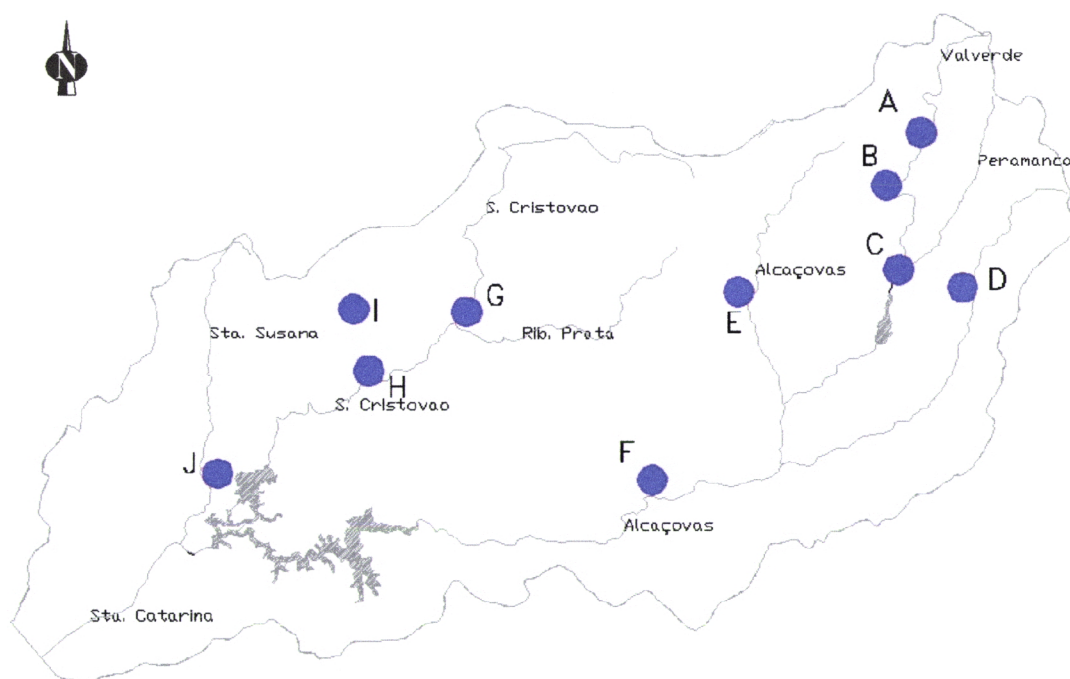 N
Valverde
A
B
Peramanca
S. Cristovao
C
Alcaçovas
D
G
E
I
Sta. Susana
Rib. Preta
H
S. Cristovao
J
F
Alcaçovas
Sta. Catarina